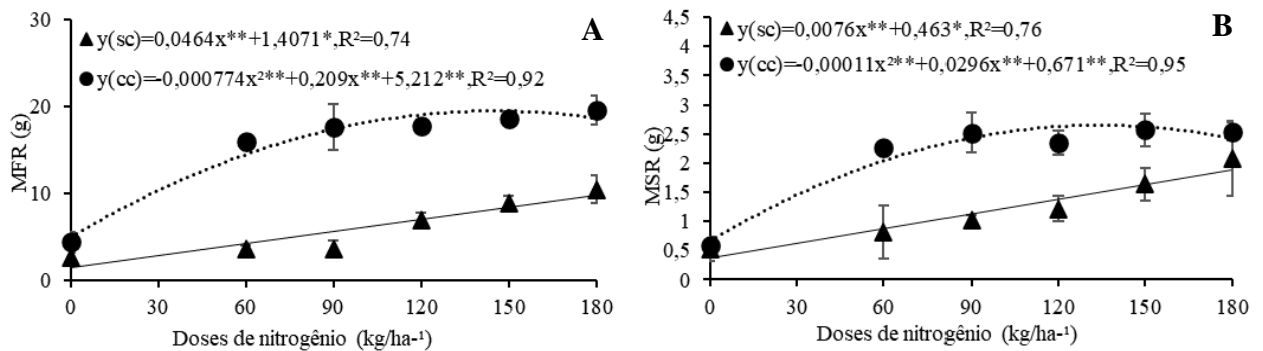 A
y(sc)=0,0464x**+1,4071*,R²=0,74
y(cc)=-0,000774x²**+0,209x**+5,212**,R²=0,92
MFR (g)
30
20
10
0
0 30 60 90 120 150 180
Doses de nitrogênio (kg/ha-¹)
B
y(sc)=0,0076x**+0,463*,R²=0,76
y(cc)=-0,00011x²**+0,0296x**+0,671**,R²=0,95
MSR (g)
4,5
4
3,5
3
2,5
2
1,5
1
0,5
0
0 30 60 90 120 150 180
Doses de nitrogênio (kg/ha-¹)